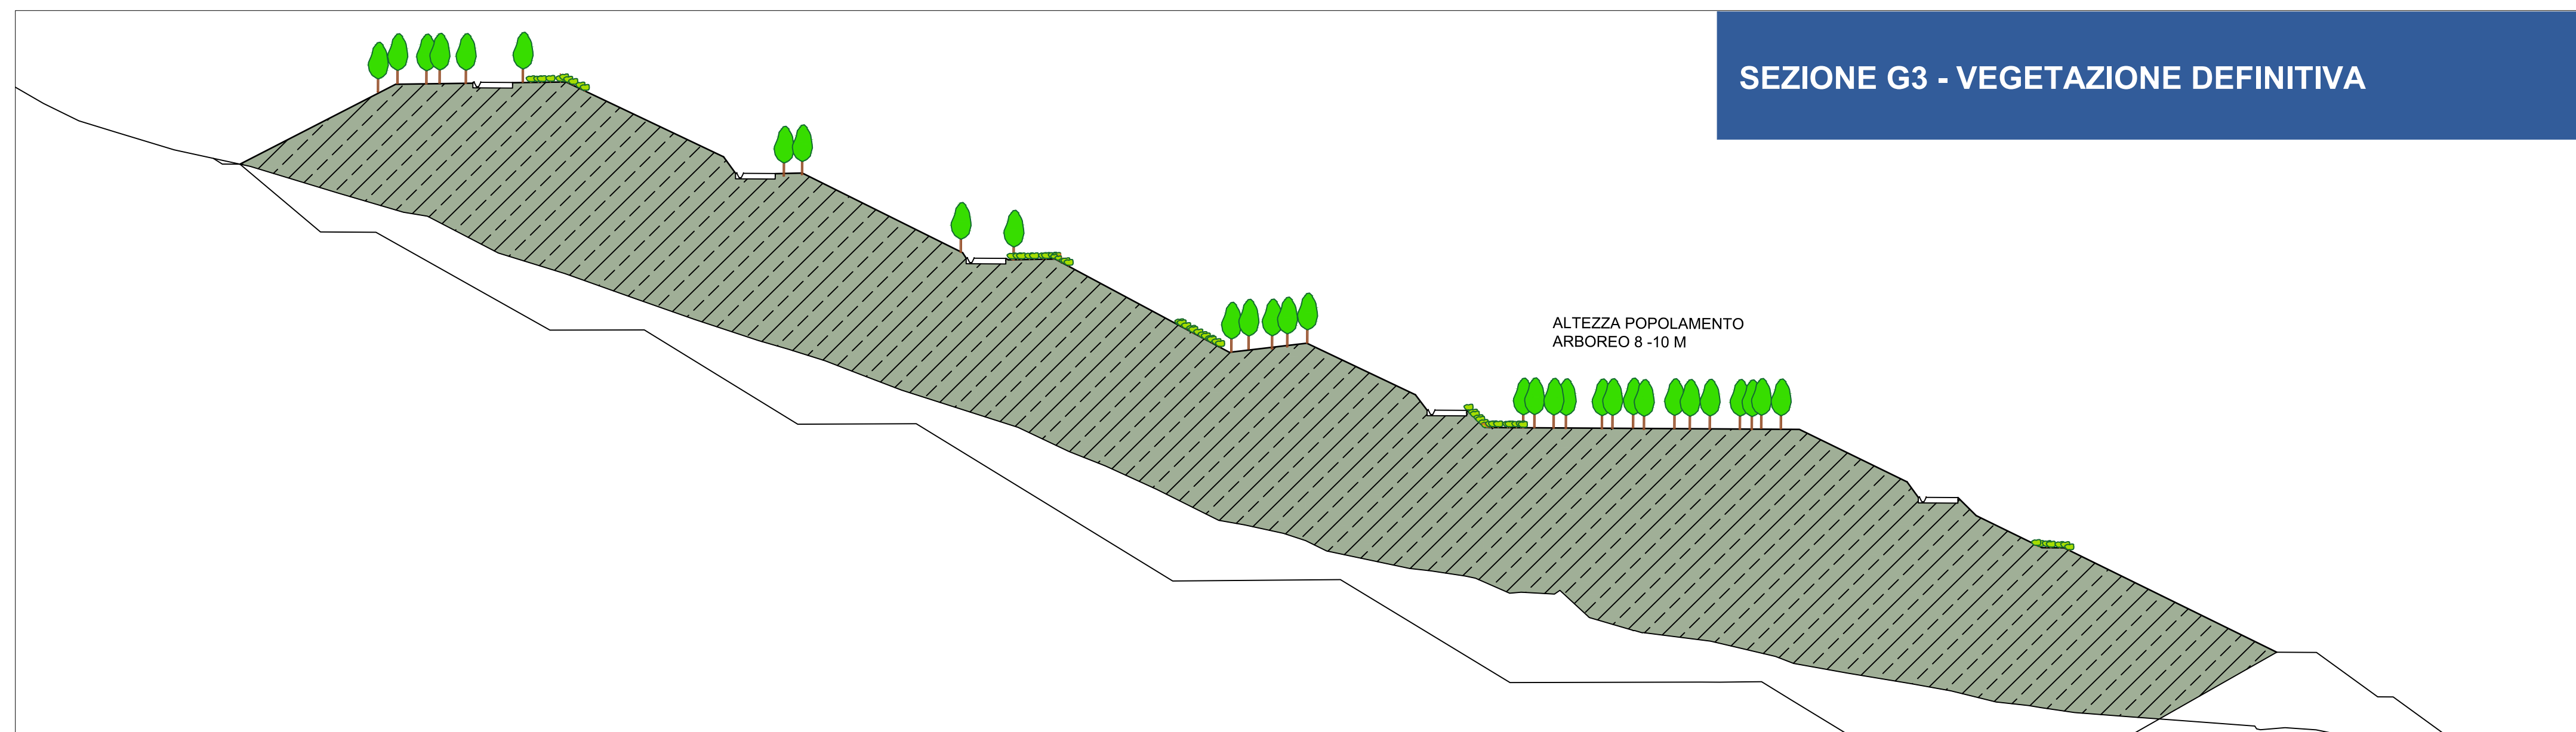 SEZIONE G3 - VEGETAZIONE DEFINITIVA
ALTEZZA POPOLAMENTO
ARBOREO 8 -10 M